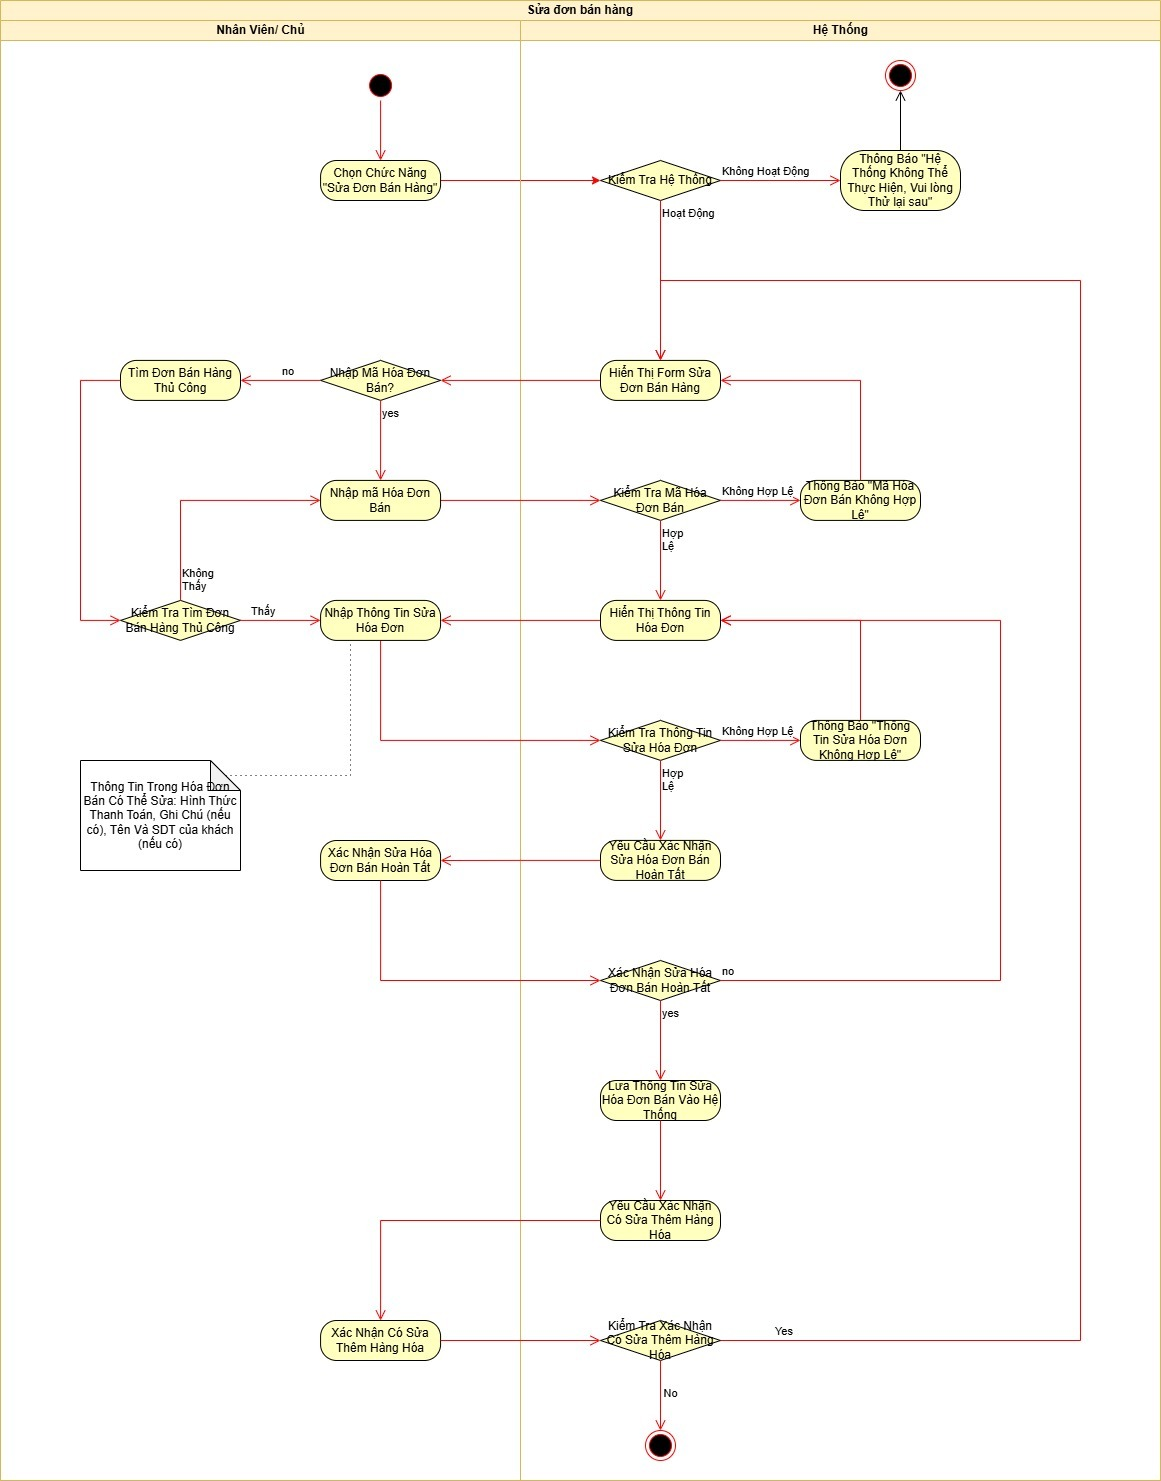 Sửa đơn bán hàng
Nhân Viên/ Chủ
Hệ Thống
Chọn Chức Năng
"Sửa Đơn Bán Hàng"
Kiểm Tra Hệ Thống
Không Hoạt Động
Thông Báo "Hệ
Thống Không Thể
Thực Hiện, Vui lòng
Thử lại sau"
Hoạt Động
Tìm Đơn Bán Hàng
Thủ Công
no
Nhập Mã Hóa Đơn
Bán?
yes
Hiển Thị Form Sửa
Đơn Bán Hàng
Nhập mã Hóa Đơn
Bán
Kiểm Tra Mã Hóa
Đơn Bán
Không Hợp Lệ
Thông Báo "Mã Hóa
Đơn Bán Không Hợp
Lệ"
Hợp
Lệ
Không
Thấy
Kiểm Tra Tìm Đơn
Bán Hàng Thủ Công
Thấy
Nhập Thông Tin Sửa
Hóa Đơn
Hiển Thị Thông Tin
Hóa Đơn
Kiểm Tra Thông Tin
Sửa Hóa Đơn
Không Hợp Lệ
Thông Báo "Thông
Tin Sửa Hóa Đơn
Không Hợp Lệ"
Hợp
Lệ
Thông Tin Trong Hóa Đơn
Bán Có Thể Sửa: Hình Thức
Thanh Toán, Ghi Chú (nếu
có), Tên Và SDT của khách
(nếu có)
Xác Nhận Sửa Hóa
Đơn Bán Hoàn Tất
Yêu Cầu Xác Nhận
Sửa Hóa Đơn Bán
Hoàn Tất
Xác Nhận Sửa Hóa
Đơn Bán Hoàn Tất
no
yes
Lưa Thông Tin Sửa
Hóa Đơn Bán Vào Hệ
Thống
Yêu Cầu Xác Nhận
Có Sửa Thêm Hàng
Hóa
Xác Nhận Có Sửa
Thêm Hàng Hóa
Kiểm Tra Xác Nhận
Có Sửa Thêm Hàng
Hóa
Yes
No